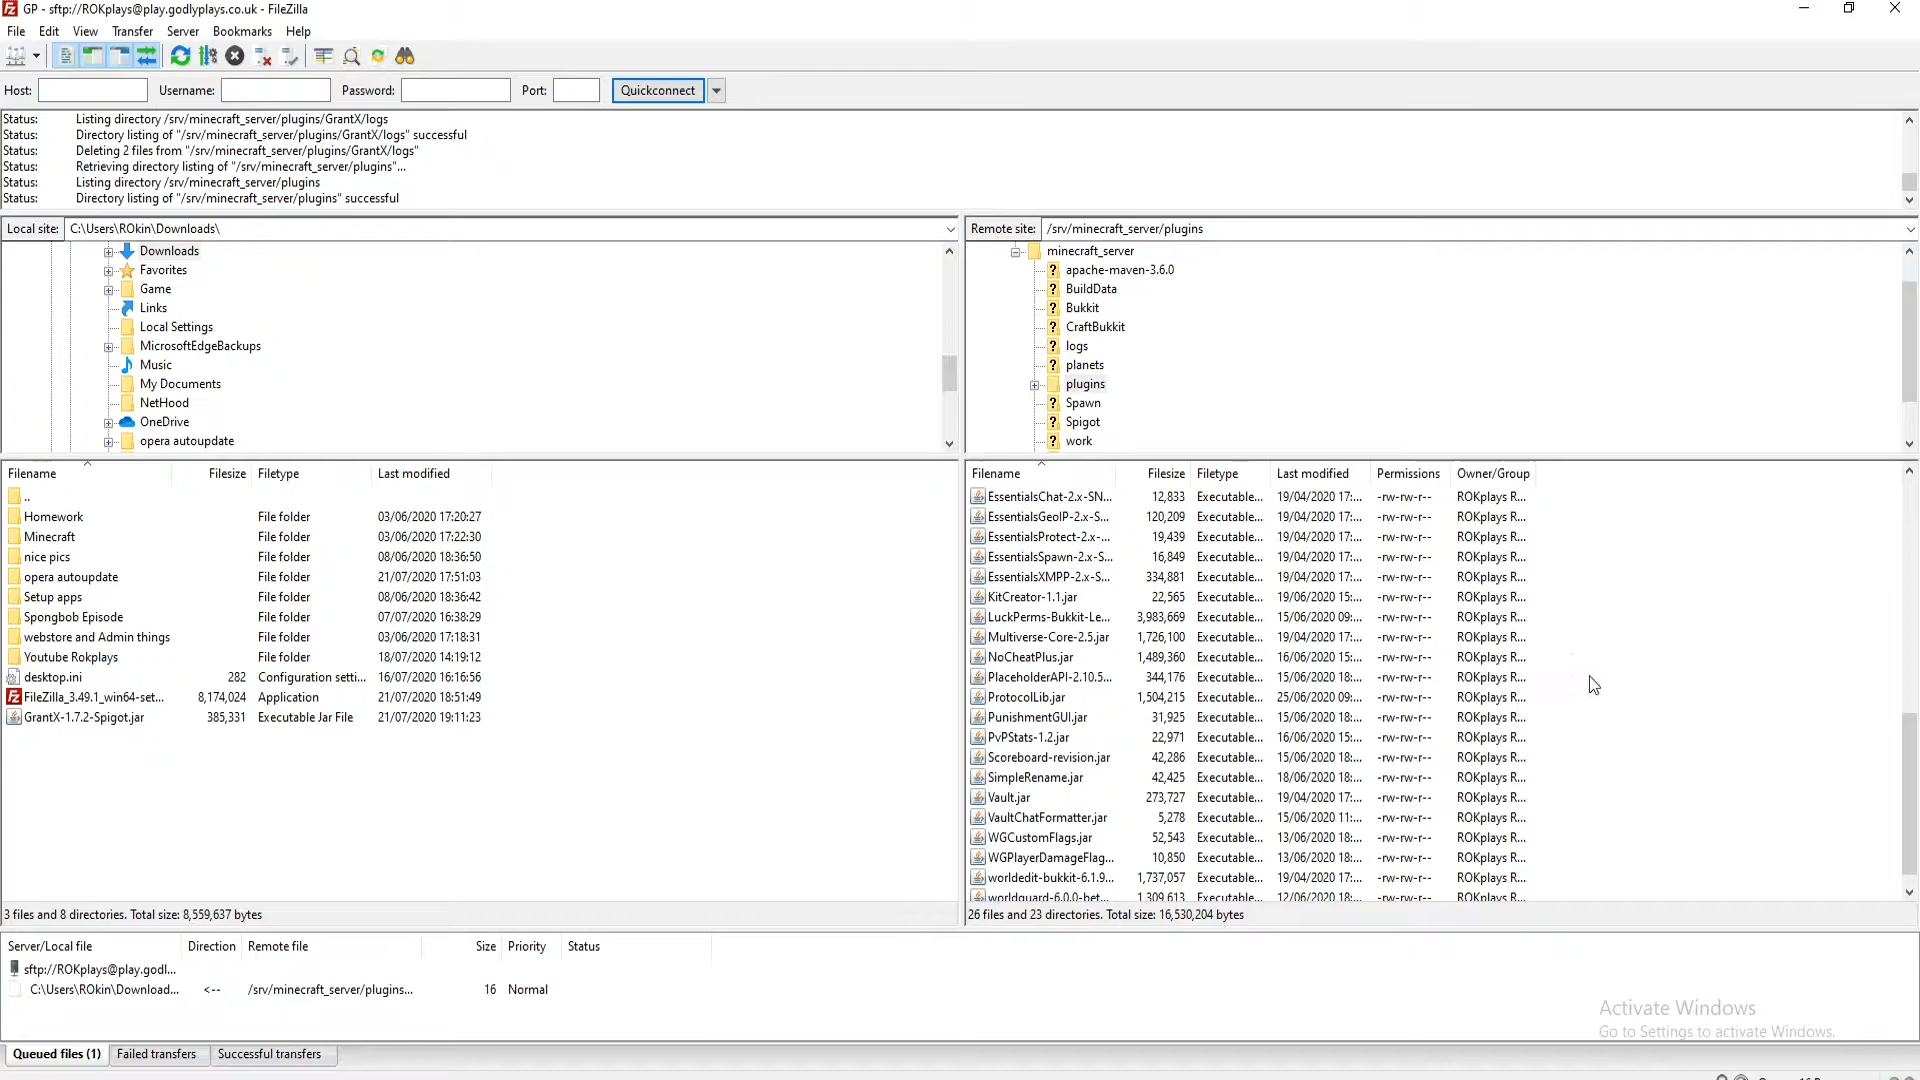 GP - sftp://ROKplays@play.godlyplays.co.uk - FileZilla
File Edit View Transfer Server Bookmarks Help
Host: Username: Password: Port: Quickconnect
Status: Listing directory /srv/minecraft_server/plugins/GrantX/logs
Status: Directory listing of "/srv/minecraft_server/plugins/GrantX/logs" successful
Status: Deleting 2 files from "/srv/minecraft_server/plugins/GrantX/logs"
Status: Retrieving directory listing of "/srv/minecraft_server/plugins"...
Status: Listing directory /srv/minecraft_server/plugins
Status: Directory listing of "/srv/minecraft_server/plugins" successful
Local site: C:\Users\ROkin\Downloads\
Downloads
Favorites
Game
Links
Local Settings
MicrosoftEdgeBackups
Music
My Documents
NetHood
OneDrive
opera autoupdate
Filename Filesize Filetype Last modified
..
Homework File folder 03/06/2020 17:20:27
Minecraft File folder 03/06/2020 17:22:30
nice pics File folder 08/06/2020 18:36:50
opera autoupdate File folder 21/07/2020 17:51:03
Setup apps File folder 08/06/2020 18:36:42
Spongbob Episode File folder 07/07/2020 16:38:29
webstore and Admin things File folder 03/06/2020 17:18:31
Youtube Rokplays File folder 18/07/2020 14:19:12
desktop.ini 282 Configuration setti... 16/07/2020 16:16:56
FileZilla_3.49.1_win64-set... 8,174,024 Application 21/07/2020 18:51:49
GrantX-1.7.2-Spigot.jar 385,331 Executable Jar File 21/07/2020 19:11:23
3 files and 8 directories. Total size: 8,559,637 bytes
Remote site: /srv/minecraft_server/plugins
minecraft_server
apache-maven-3.6.0
BuildData
Bukkit
CraftBukkit
logs
planets
plugins
Spawn
Spigot
work
Filename Filesize Filetype Last modified Permissions Owner/Group
EssentialsChat-2.x-SN... 12,833 Executable... 19/04/2020 17:... -rw-rw-r-- ROKplays R...
EssentialsGeoIP-2.x-S... 120,209 Executable... 19/04/2020 17:... -rw-rw-r-- ROKplays R...
EssentialsProtect-2.x-... 19,439 Executable... 19/04/2020 17:... -rw-rw-r-- ROKplays R...
EssentialsSpawn-2.x-S... 16,849 Executable... 19/04/2020 17:... -rw-rw-r-- ROKplays R...
EssentialsXMPP-2.x-S... 334,881 Executable... 19/04/2020 17:... -rw-rw-r-- ROKplays R...
KitCreator-1.1.jar 22,565 Executable... 19/06/2020 15:... -rw-rw-r-- ROKplays R...
LuckPerms-Bukkit-Le... 3,983,669 Executable... 15/06/2020 09:... -rw-rw-r-- ROKplays R...
Multiverse-Core-2.5.jar 1,726,100 Executable... 19/04/2020 17:... -rw-rw-r-- ROKplays R...
NoCheatPlus.jar 1,489,360 Executable... 16/06/2020 15:... -rw-rw-r-- ROKplays R...
PlaceholderAPI-2.10.5... 344,176 Executable... 15/06/2020 18:... -rw-rw-r-- ROKplays R...
ProtocolLib.jar 1,504,215 Executable... 25/06/2020 09:... -rw-rw-r-- ROKplays R...
PunishmentGUI.jar 31,925 Executable... 15/06/2020 18:... -rw-rw-r-- ROKplays R...
PvPStats-1.2.jar 22,971 Executable... 16/06/2020 15:... -rw-rw-r-- ROKplays R...
Scoreboard-revision.jar 42,286 Executable... 15/06/2020 18:... -rw-rw-r-- ROKplays R...
SimpleRename.jar 42,425 Executable... 18/06/2020 18:... -rw-rw-r-- ROKplays R...
Vault.jar 273,727 Executable... 19/04/2020 17:... -rw-rw-r-- ROKplays R...
VaultChatFormatter.jar 5,278 Executable... 15/06/2020 11:... -rw-rw-r-- ROKplays R...
WGCustomFlags.jar 52,543 Executable... 13/06/2020 18:... -rw-rw-r-- ROKplays R...
WGPlayerDamageFlag... 10,850 Executable... 13/06/2020 18:... -rw-rw-r-- ROKplays R...
worldedit-bukkit-6.1.9... 1,737,057 Executable... 19/04/2020 17:... -rw-rw-r-- ROKplays R...
worldguard-6.0.0-bet... 1,309,613 Executable... 12/06/2020 18:... -rw-rw-r-- ROKplays R...
26 files and 23 directories. Total size: 16,530,204 bytes
Server/Local file Direction Remote file Size Priority Status
sftp://ROKplays@play.godl...
C:\Users\ROkin\Download... <-- /srv/minecraft_server/plugins... 16 Normal
Activate Windows
Go to Settings to activate Windows.
Queued files (1) Failed transfers Successful transfers